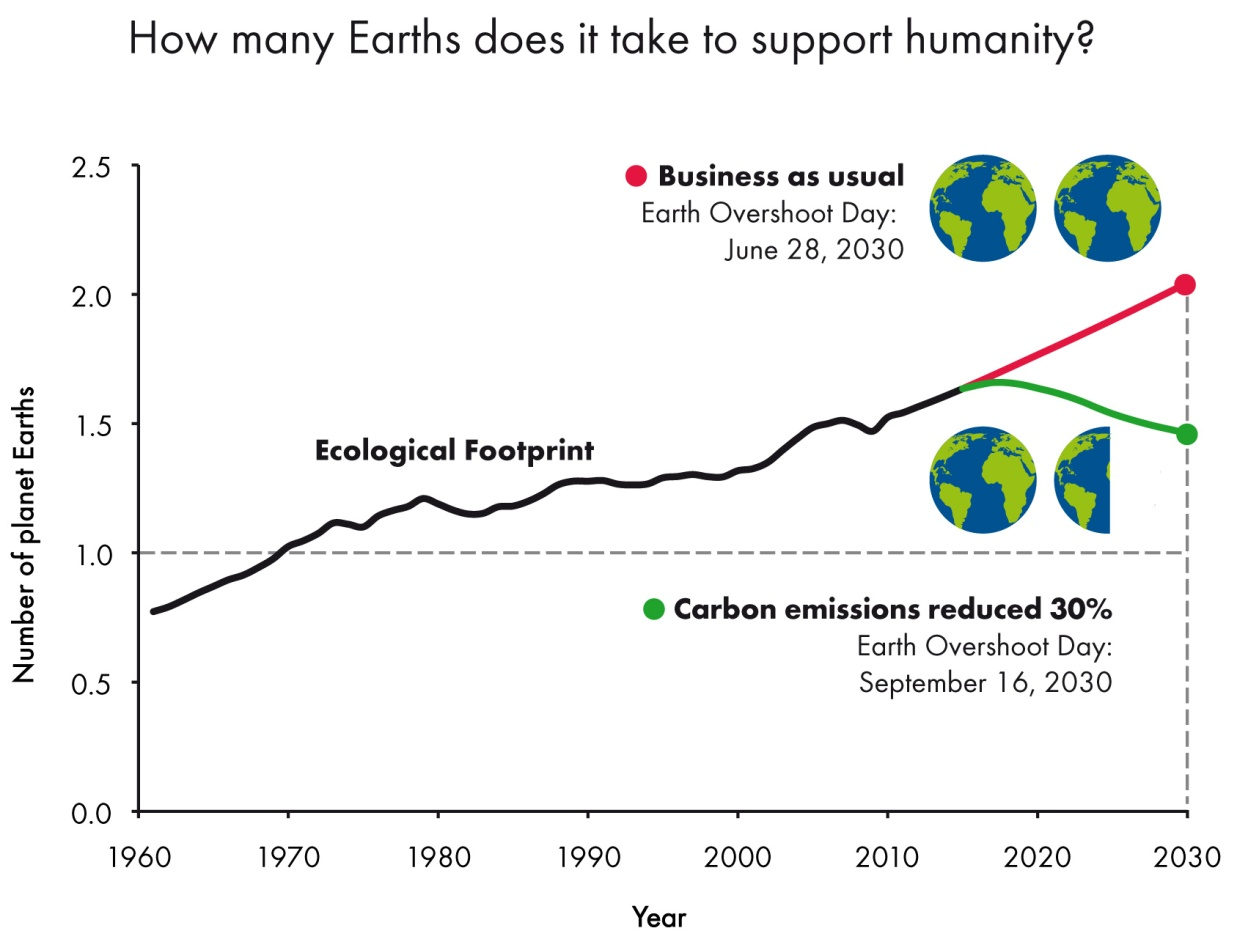 How many Earths does it take to support humanity?
2.5
2.0
1.5
1.0
0.5
0.0
Number of planet Earths
Business as usual
Earth Overshoot Day:
June 28, 2030
Ecological Footprint
Carbon emissions reduced 30%
Earth Overshoot Day:
September 16, 2030
1960 1970 1980 1990 2000 2010 2020 2030
Year